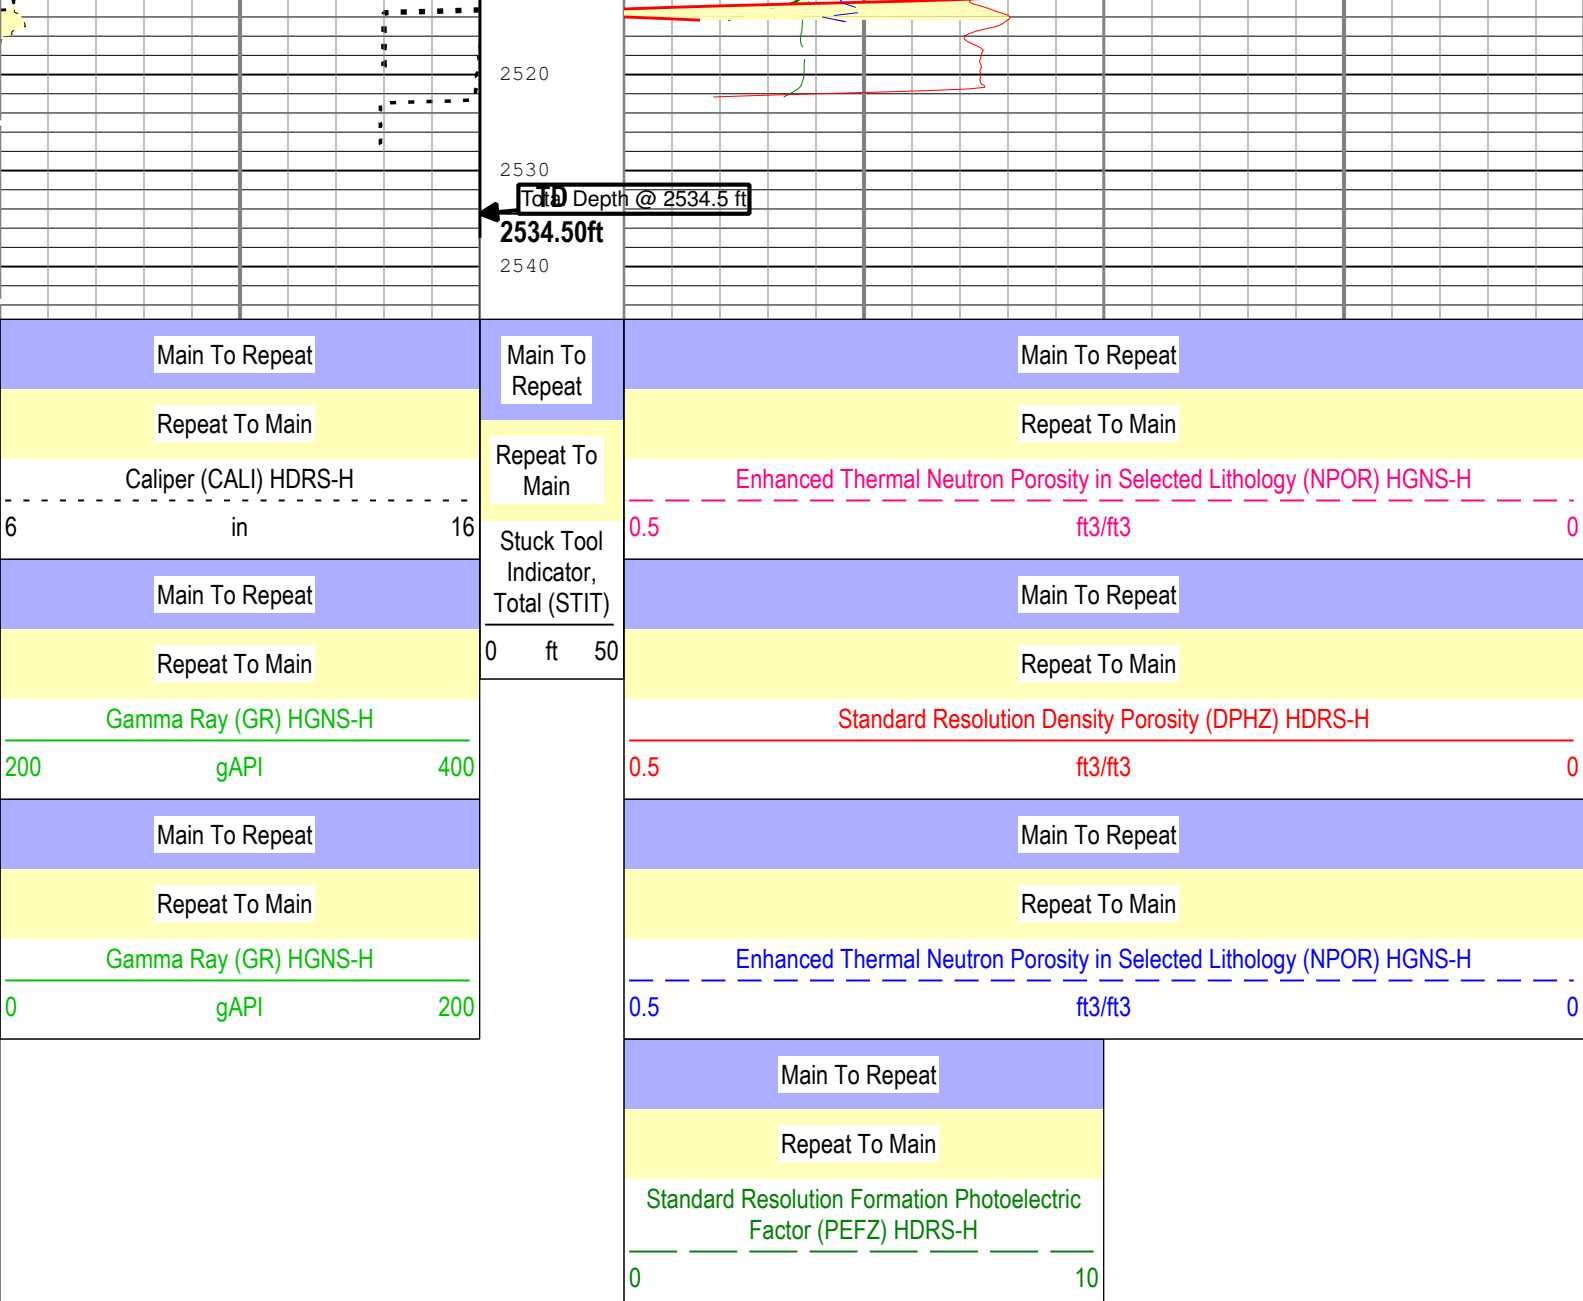 2520
2530
TD
Total Depth @ 2534.5 ft
2534.50ft
2540
Main To Repeat
Repeat To Main
Caliper (CALI) HDRS-H
6 in 16
Main To Repeat
Repeat To Main
Gamma Ray (GR) HGNS-H
200 gAPI 400
Main To Repeat
Repeat To Main
Gamma Ray (GR) HGNS-H
0 gAPI 200
Main To
Repeat
Repeat To
Main
Stuck Tool
Indicator,
Total (STIT)
0 ft 50
Main To Repeat
Repeat To Main
Enhanced Thermal Neutron Porosity in Selected Lithology (NPOR) HGNS-H
0.5 ft3/ft3 0
Main To Repeat
Repeat To Main
Standard Resolution Density Porosity (DPHZ) HDRS-H
0.5 ft3/ft3 0
Main To Repeat
Repeat To Main
Enhanced Thermal Neutron Porosity in Selected Lithology (NPOR) HGNS-H
0.5 ft3/ft3 0
Main To Repeat
Repeat To Main
Standard Resolution Formation Photoelectric
Factor (PEFZ) HDRS-H
0 10